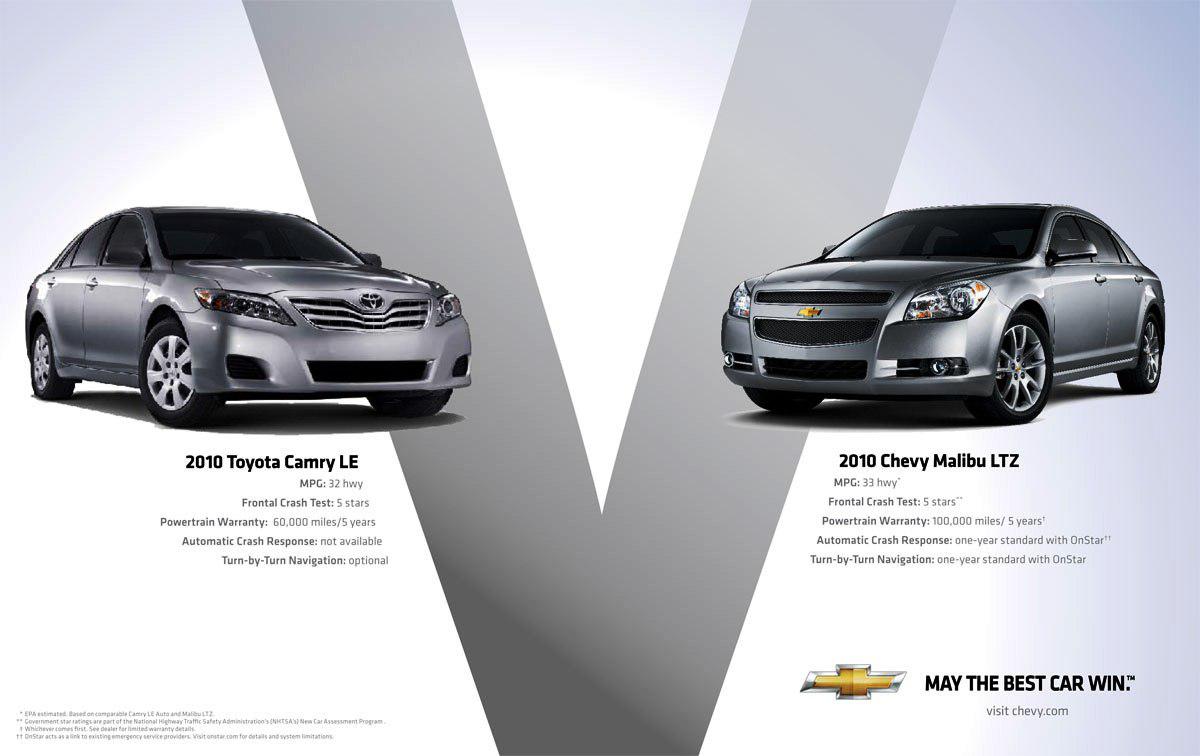 2010 Toyota Camry LE
MPG: 32 hwy
Frontal Crash Test: 5 stars
Powertrain Warranty: 60,000 miles/5 years
Automatic Crash Response: not available
Turn-by-Turn Navigation: optional
2010 Chevy Malibu LTZ
MPG: 33 hwy*
Frontal Crash Test: 5 stars**
Powertrain Warranty: 100,000 miles/ 5 years†
Automatic Crash Response: one-year standard with OnStar††
Turn-by-Turn Navigation: one-year standard with OnStar
MAY THE BEST CAR WIN.™
visit chevy.com
* EPA estimated. Based on comparable Camry LE Auto and Malibu LTZ.
** Government star ratings are part of the National Highway Traffic Safety Administration's (NHTSA's) New Car Assessment Program .
† Whichever comes first. See dealer for limited warranty details.
†† OnStar acts as a link to existing emergency service providers. Visit onstar.com for details and system limitations.